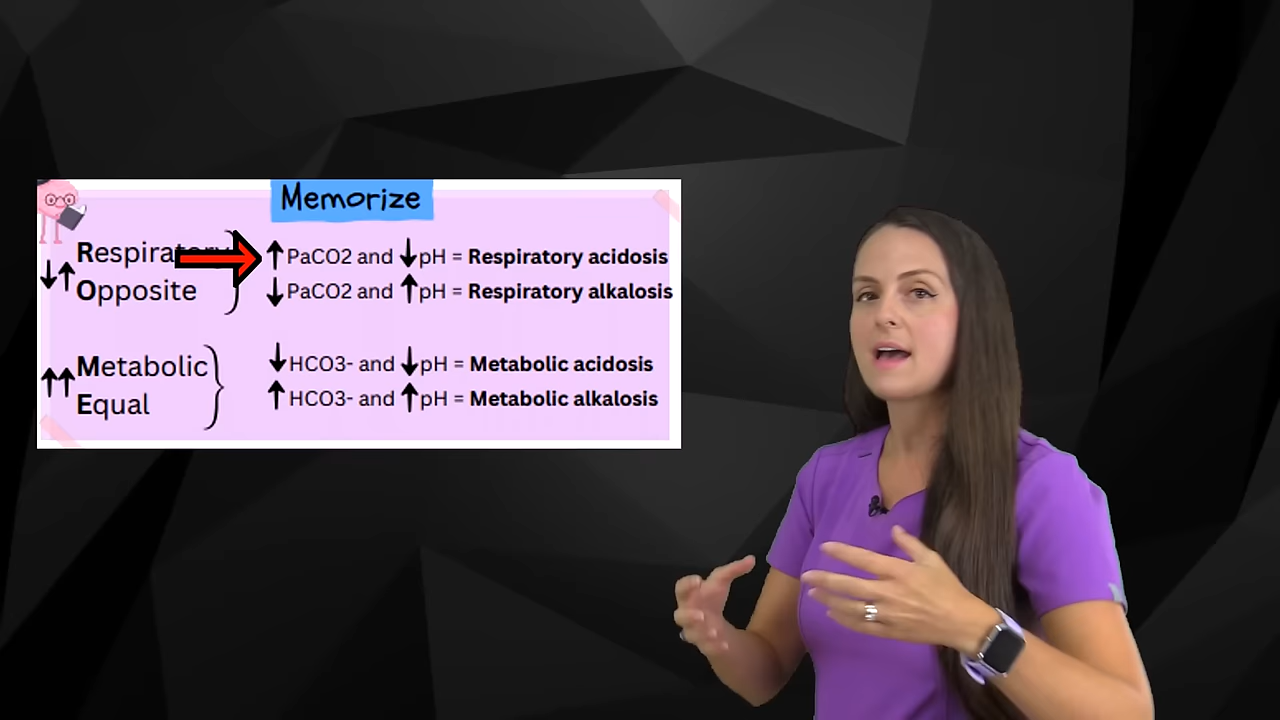 Memorize
↑PaCO2 and ↓pH = Respiratory acidosis
↓↑
Opposite
↓PaCO2 and ↑pH = Respiratory alkalosis
↑↑
Metabolic
Equal
↓HCO3- and ↓pH = Metabolic acidosis
↑HCO3- and ↑pH = Metabolic alkalosis